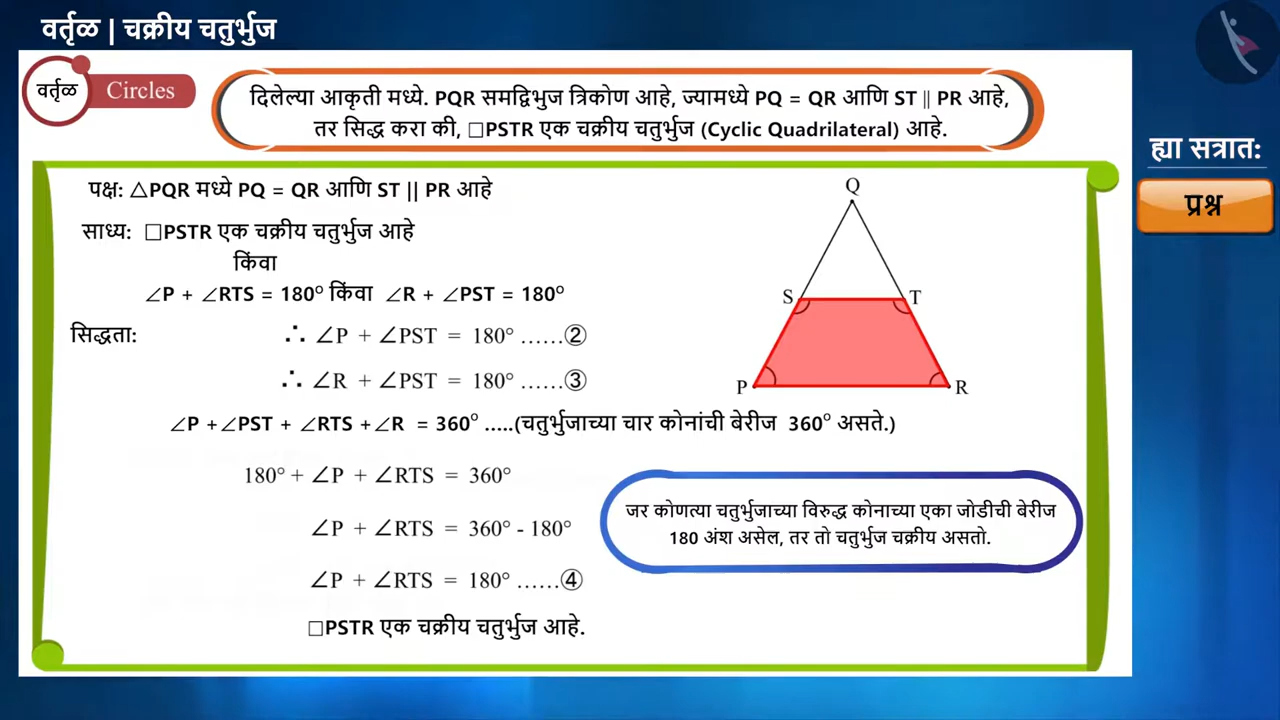 वर्तृळ | चक्रीय चतुर्भुज
वर्तृळ Circles
दिलेल्या आकृती मध्ये. PQR समद्विभुज त्रिकोण आहे, ज्यामध्ये PQ = QR आणि ST || PR आहे,
तर सिद्ध करा की, □PSTR एक चक्रीय चतुर्भुज (Cyclic Quadrilateral) आहे.
ह्या सत्रात:
प्रश्न
पक्ष: △PQR मध्ये PQ = QR आणि ST || PR आहे
साध्य: □PSTR एक चक्रीय चतुर्भुज आहे
किंवा
∠P + ∠RTS = 180° किंवा ∠R + ∠PST = 180°
सिद्धता:
∴ ∠P + ∠PST = 180° ......②
∴ ∠R + ∠PST = 180° ......③
∠P +∠PST + ∠RTS +∠R = 360° .....(चतुर्भुजाच्या चार कोनांची बेरीज 360° असते.)
180° + ∠P + ∠RTS = 360°
∠P + ∠RTS = 360° - 180°
∠P + ∠RTS = 180° ......④
□PSTR एक चक्रीय चतुर्भुज आहे.
Q
S T
P R
जर कोणत्या चतुर्भुजाच्या विरुद्ध कोनाच्या एका जोडीची बेरीज
180 अंश असेल, तर तो चतुर्भुज चक्रीय असतो.